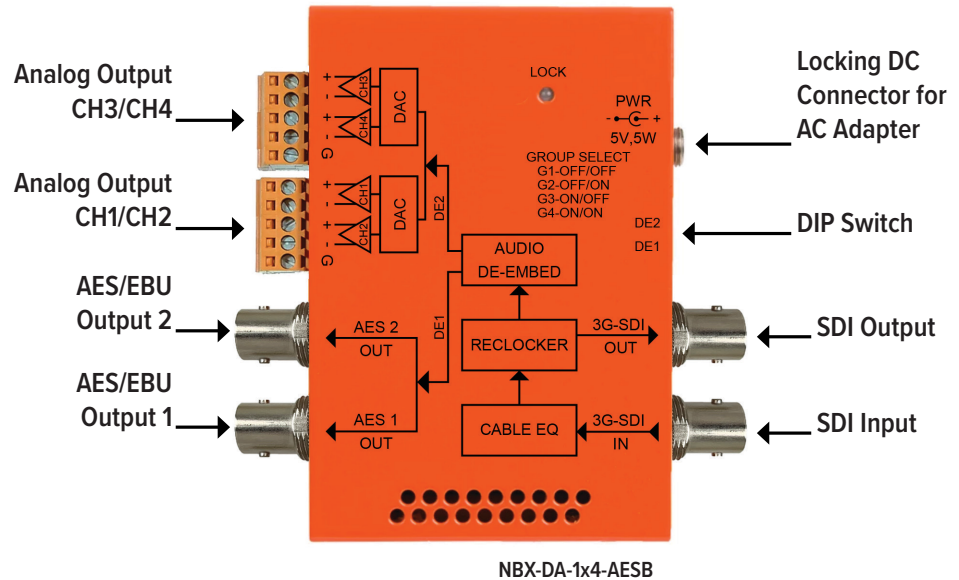 Analog Output
CH3/CH4
Analog Output
CH1/CH2
AES/EBU
Output 2
AES/EBU
Output 1
LOCK
PWR
- +
5V,5W
GROUP SELECT
G1-OFF/OFF
G2-OFF/ON
G3-ON/OFF
G4-ON/ON
DE2
DE1
+
-
+
-
G
CH3
CH4
DAC
+
-
+
-
G
CH1
CH2
DAC
DE2
AUDIO
DE-EMBED
DE1
AES 2
OUT
RECLOCKER
3G-SDI
OUT
AES 1
OUT
CABLE EQ
3G-SDI
IN
Locking DC
Connector for
AC Adapter
DIP Switch
SDI Output
SDI Input
NBX-DA-1x4-AESB